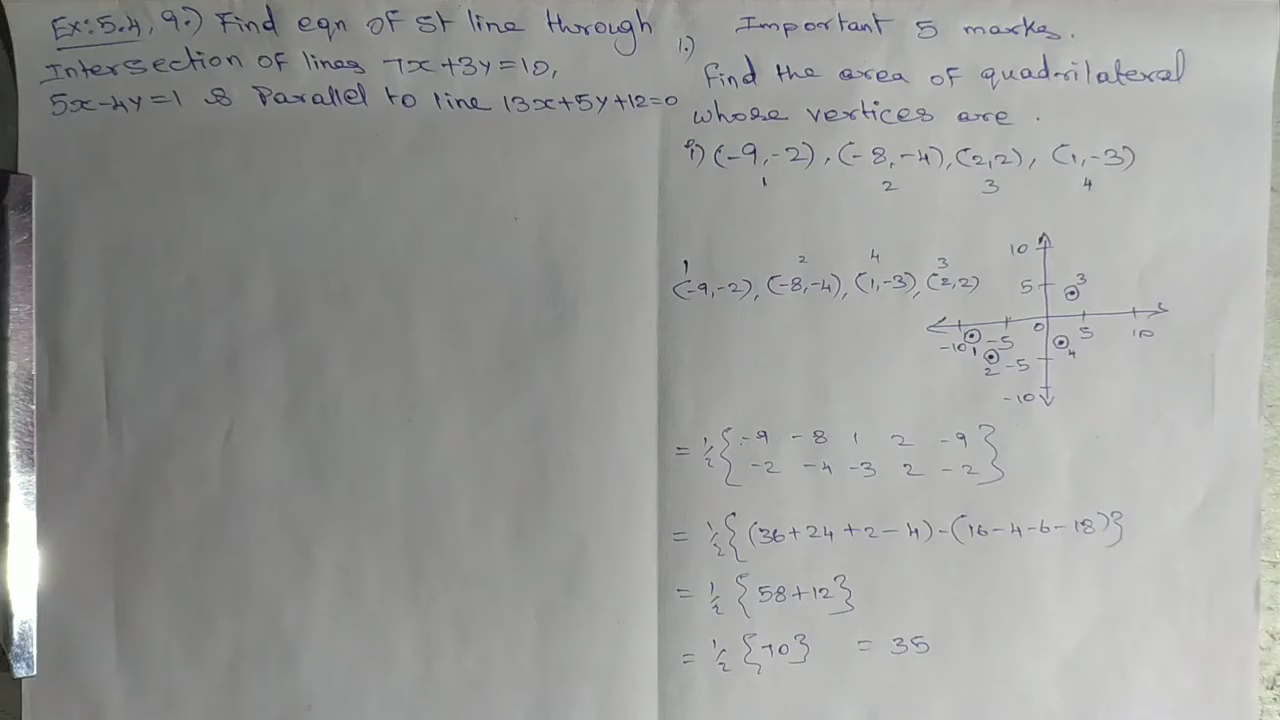 Ex:5.4, 9.) Find eqn of St line through
Intersection of lines 7x+3y=10,
5x-4y=1 & Parallel to line 13x+5y+12=0
Important 5 marks.
1.)
Find the area of quadrilateral
whose vertices are .
i) (-9,-2), (-8,-4), (2,2), (1,-3)
1 2 3 4
1 2 4 3
(-9,-2), (-8,-4), (1,-3), (2,2)
10
5 3
-10 1 -5 0 4 5 10
2 -5
-10
= 1/2 { -9 -8 1 2 -9 }
-2 -4 -3 2 -2
= 1/2 {(36+24+2-4)-(16-4-6-18)}
= 1/2 {58+12}
= 1/2 {70} = 35